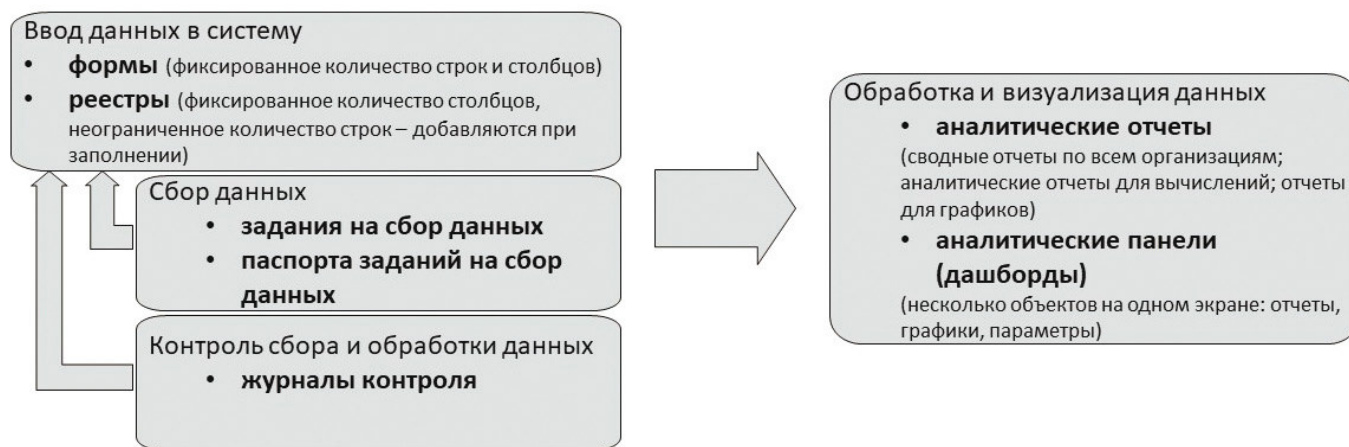 Ввод данных в систему
• формы (фиксированное количество строк и столбцов)
• реестры (фиксированное количество столбцов,
неограниченное количество строк – добавляются при
заполнении)
Сбор данных
• задания на сбор данных
• паспорта заданий на сбор
данных
Контроль сбора и обработки данных
• журналы контроля
Обработка и визуализация данных
• аналитические отчеты
(сводные отчеты по всем организациям;
аналитические отчеты для вычислений; отчеты
для графиков)
• аналитические панели
(дашборды)
(несколько объектов на одном экране: отчеты,
графики, параметры)